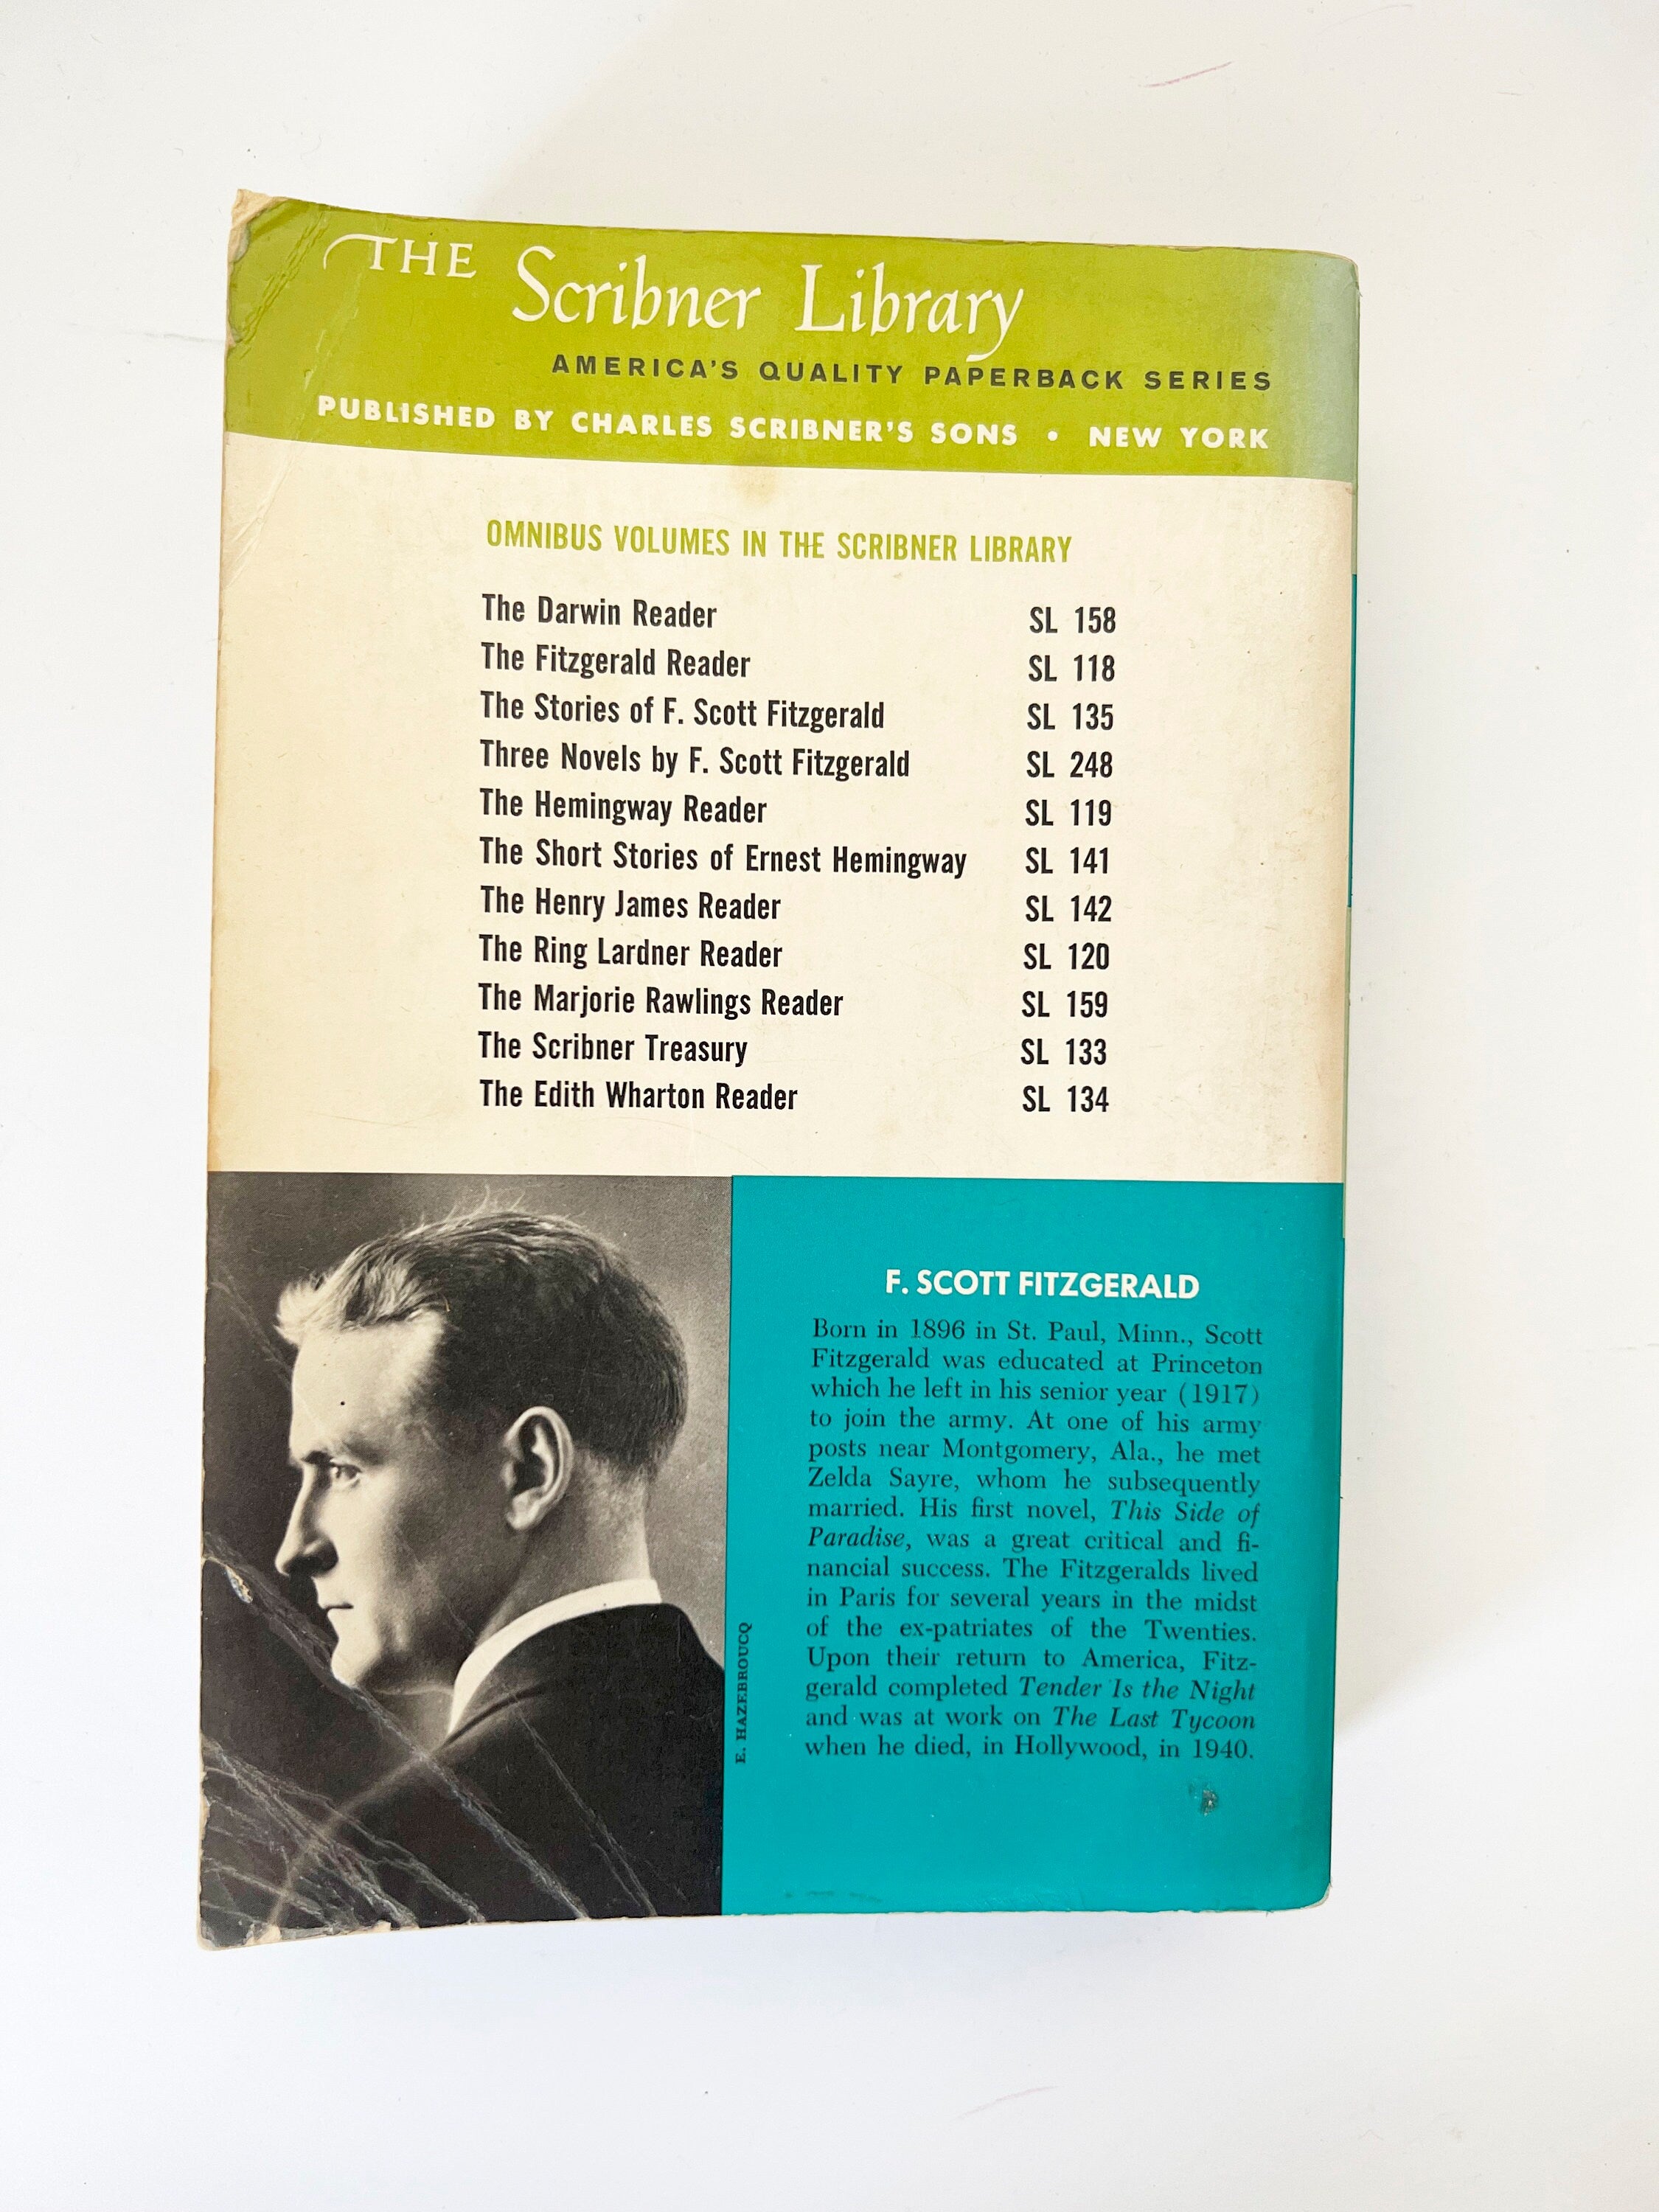 THE Scribner Library
AMERICA'S QUALITY PAPERBACK SERIES
PUBLISHED BY CHARLES SCRIBNER'S SONS • NEW YORK
OMNIBUS VOLUMES IN THE SCRIBNER LIBRARY
The Darwin Reader SL 158
The Fitzgerald Reader SL 118
The Stories of F. Scott Fitzgerald SL 135
Three Novels by F. Scott Fitzgerald SL 248
The Hemingway Reader SL 119
The Short Stories of Ernest Hemingway SL 141
The Henry James Reader SL 142
The Ring Lardner Reader SL 120
The Marjorie Rawlings Reader SL 159
The Scribner Treasury SL 133
The Edith Wharton Reader SL 134
E. HAZEBROUCQ
F. SCOTT FITZGERALD
Born in 1896 in St. Paul, Minn., Scott
Fitzgerald was educated at Princeton
which he left in his senior year (1917)
to join the army. At one of his army
posts near Montgomery, Ala., he met
Zelda Sayre, whom he subsequently
married. His first novel, This Side of
Paradise, was a great critical and fi-
nancial success. The Fitzgeralds lived
in Paris for several years in the midst
of the ex-patriates of the Twenties.
Upon their return to America, Fitz-
gerald completed Tender Is the Night
and was at work on The Last Tycoon
when he died, in Hollywood, in 1940.